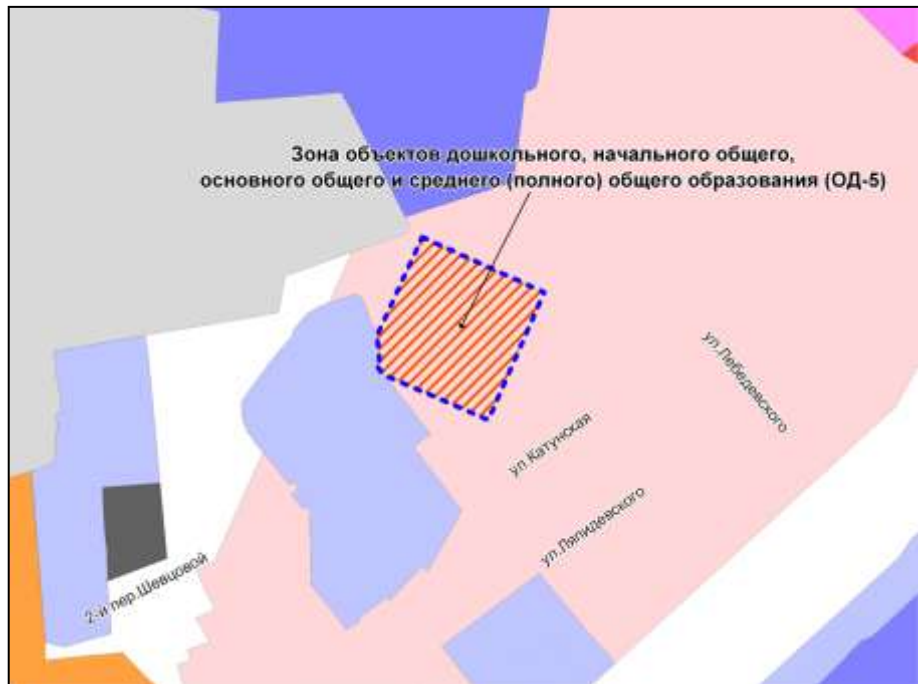 Зона объектов дошкольного, начального общего,
основного общего и среднего (полного) общего образования (ОД-5)
ул.Лебедевского
ул.Катунская
ул.Ляпидевского
2-й пер.Шевцовой